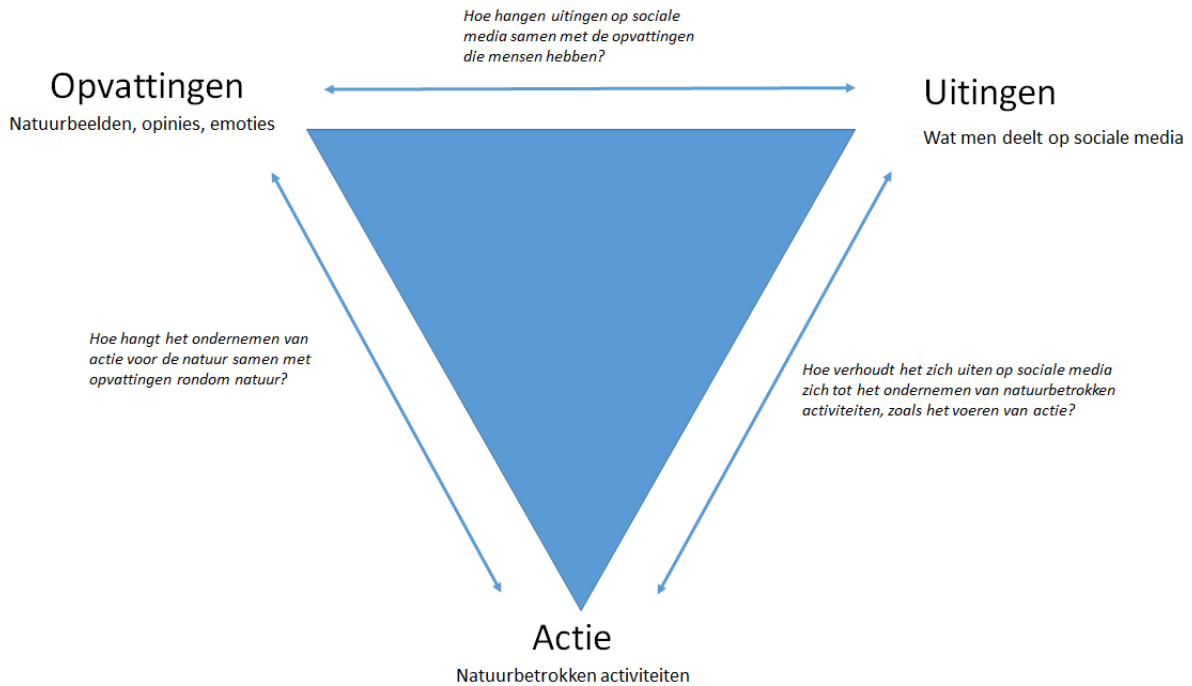 Hoe hangen uitingen op sociale
media samen met de opvattingen
die mensen hebben?
Opvattingen
Natuurbeelden, opinies, emoties
Uitingen
Wat men deelt op sociale media
Hoe hangt het ondernemen van
actie voor de natuur samen met
opvattingen rondom natuur?
Hoe verhoudt het zich uiten op sociale media
zich tot het ondernemen van natuurbetrokken
activiteiten, zoals het voeren van actie?
Actie
Natuurbetrokken activiteiten